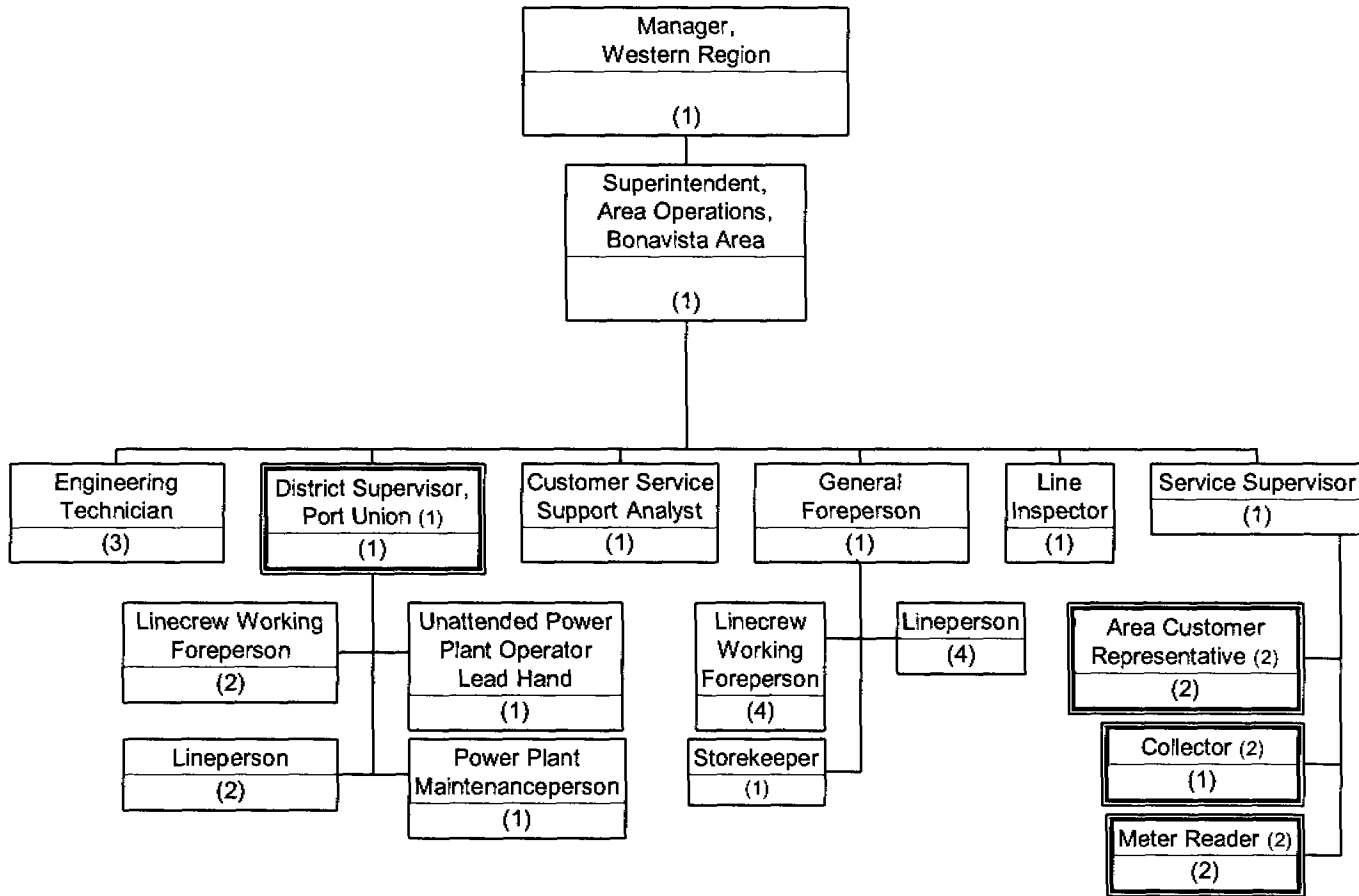 Manager,
Western Region
(1)
Superintendent,
Area Operations,
Bonavista Area
(1)
Engineering
Technician
(3)
District Supervisor,
Port Union (1)
(1)
Customer Service
Support Analyst
(1)
General
Foreperson
(1)
Line
Inspector
(1)
Service Supervisor
(1)
Linecrew Working
Foreperson
(2)
Unattended Power
Plant Operator
Lead Hand
(1)
Lineperson
(2)
Power Plant
Maintenanceperson
(1)
Linecrew
Working
Foreperson
(4)
Lineperson
(4)
Storekeeper
(1)
Area Customer
Representative (2)
(2)
Collector (2)
(1)
Meter Reader (2)
(2)